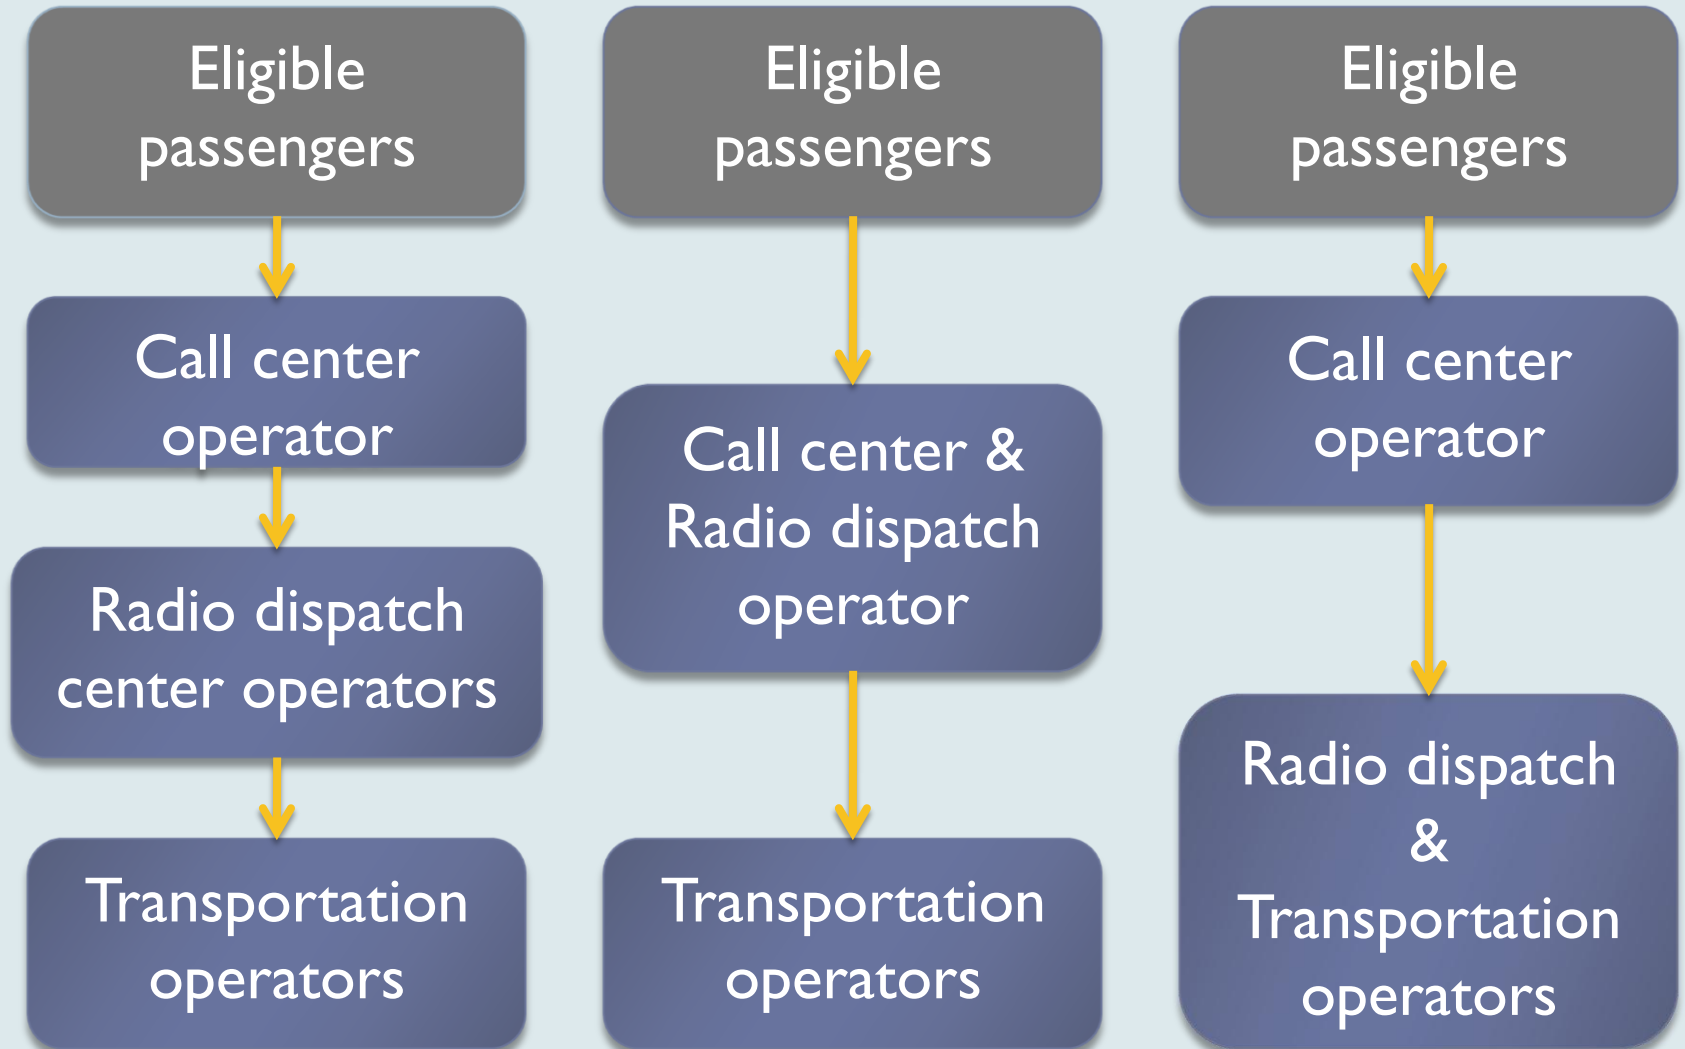 Eligible
passengers
Call center
operator
Radio dispatch
center operators
Transportation
operators
Eligible
passengers
Call center &
Radio dispatch
operator
Transportation
operators
Eligible
passengers
Call center
operator
Radio dispatch
&
Transportation
operators